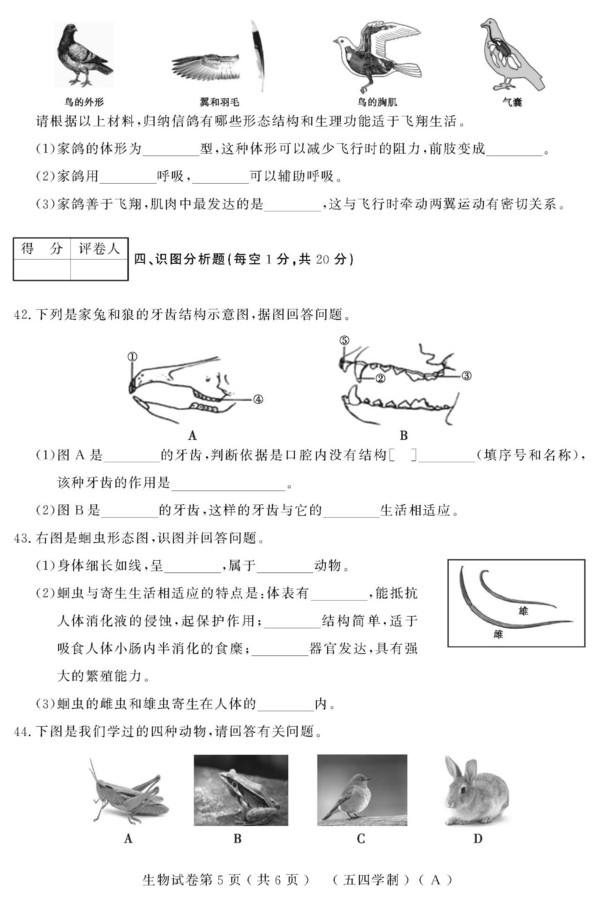 鸟的外形 翼和羽毛 鸟的胸肌 气囊
请根据以上材料,归纳信鸽有哪些形态结构和生理功能适于飞翔生活。
(1)家鸽的体形为________型,这种体形可以减少飞行时的阻力,前肢变成________。
(2)家鸽用________呼吸,________可以辅助呼吸。
(3)家鸽善于飞翔,肌肉中最发达的是________,这与飞行时牵动两翼运动有密切关系。
得 分 评卷人
四、识图分析题(每空1分,共20分)
42.下列是家兔和狼的牙齿结构示意图,据图回答问题。
① ④ ⑤ ② ③
A B
(1)图A是________的牙齿,判断依据是口腔内没有结构[ ]________(填序号和名称),
该种牙齿的作用是________________。
(2)图B是________的牙齿,这样的牙齿与它的________生活相适应。
43.右图是蛔虫形态图,识图并回答问题。
(1)身体细长如线,呈________,属于________动物。
(2)蛔虫与寄生生活相适应的特点是:体表有________,能抵抗
人体消化液的侵蚀,起保护作用;________结构简单,适于
吸食人体小肠内半消化的食糜;________器官发达,具有强
大的繁殖能力。
(3)蛔虫的雌虫和雄虫寄生在人体的________内。
雄
雌
44.下图是我们学过的四种动物,请回答有关问题。
A B C D
生物试卷第5页(共6页) (五四学制)(A)